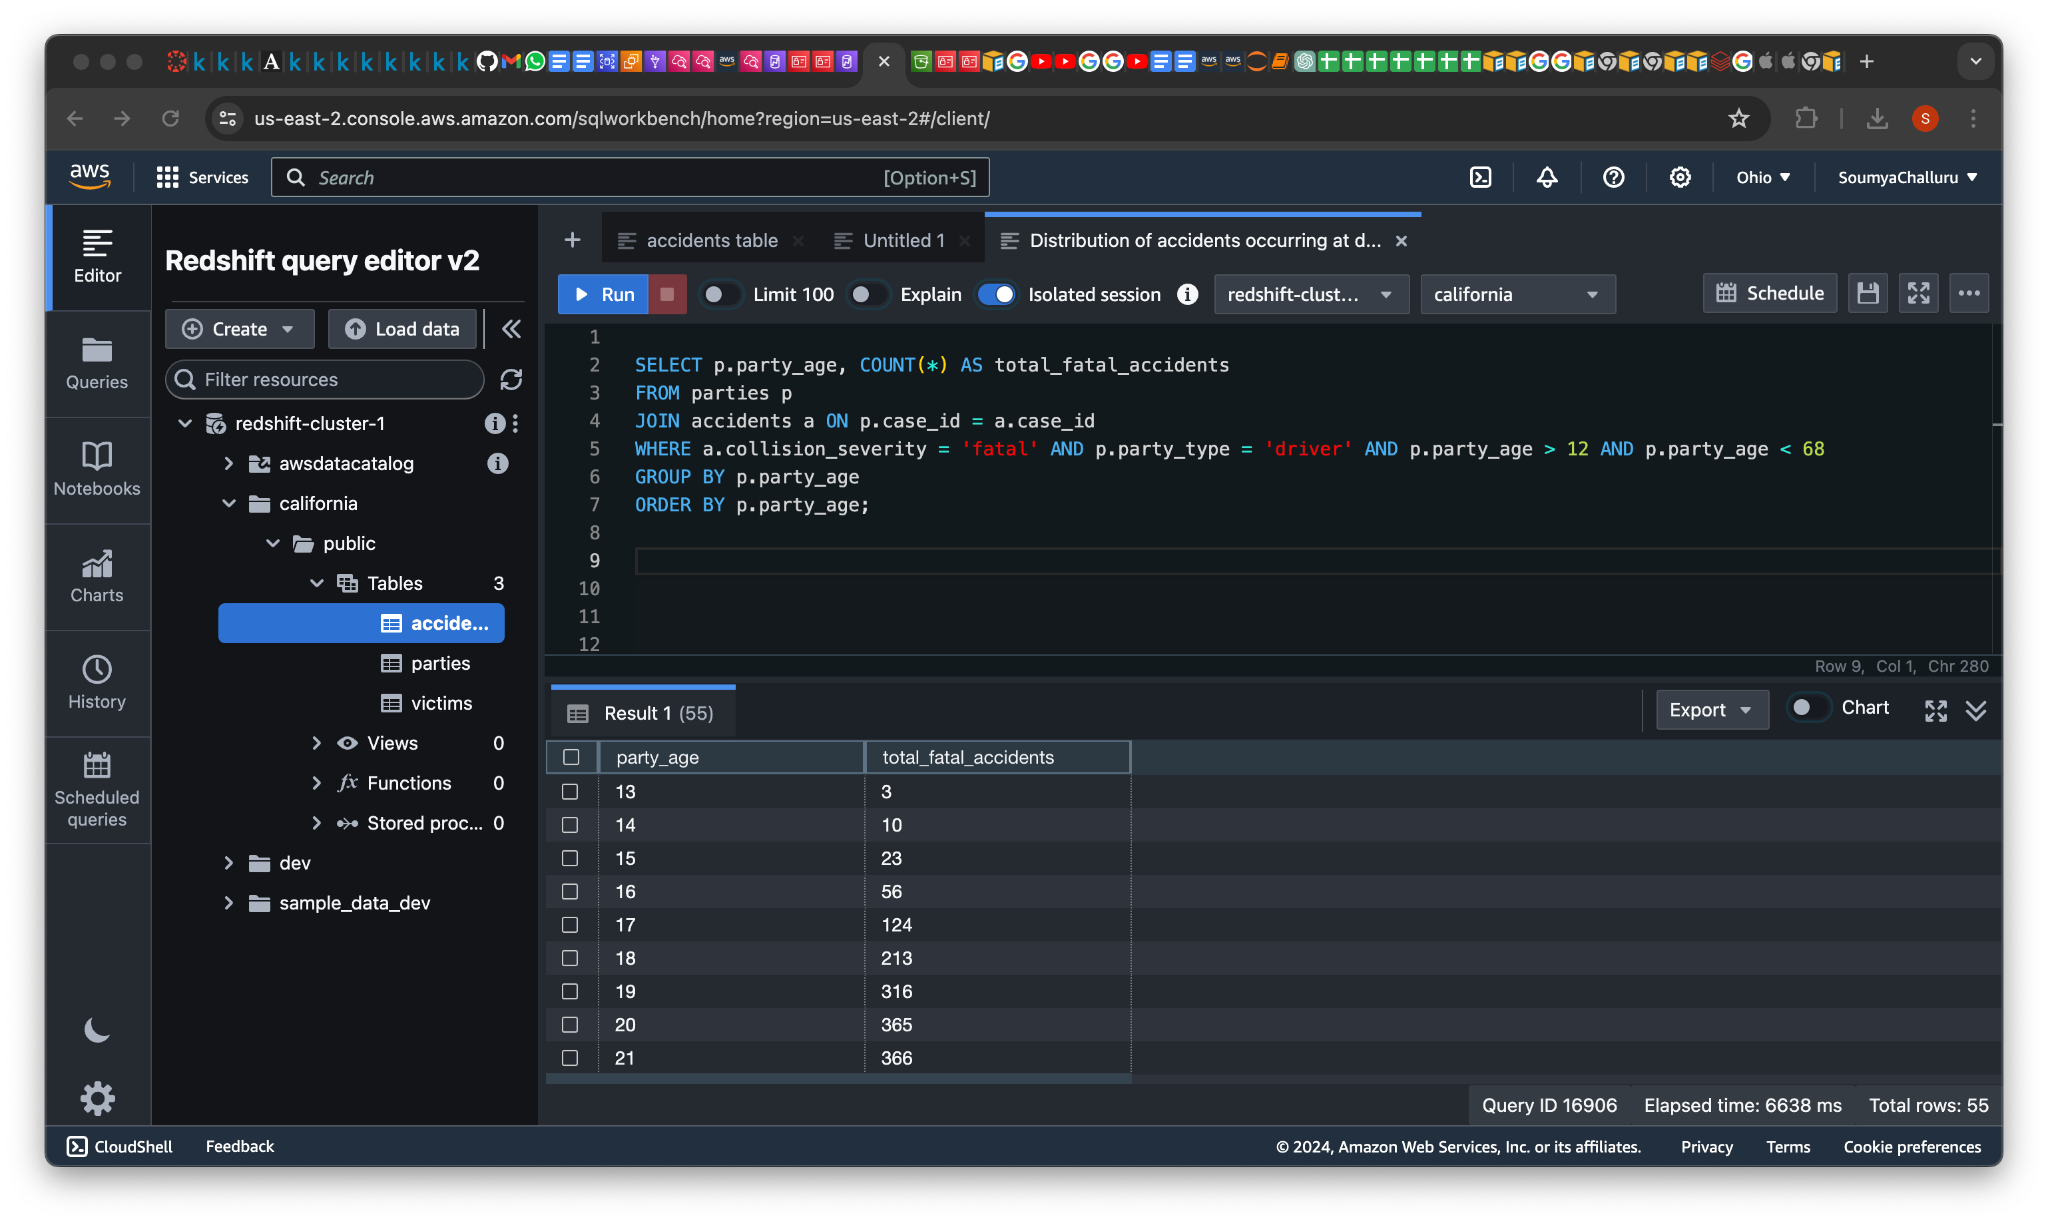 us-east-2.console.aws.amazon.com/sqlworkbench/home?region=us-east-2#/client/
S
aws
Services
Search
[Option+S]
Ohio
SoumyaChalluru
Editor
Queries
Notebooks
Charts
History
Scheduled queries
Redshift query editor v2
Create
Load data
Filter resources
redshift-cluster-1
awsdatacatalog
california
public
Tables 3
accide...
parties
victims
Views 0
fx Functions 0
Stored proc... 0
dev
sample_data_dev
accidents table
Untitled 1
Distribution of accidents occurring at d...
Run
Limit 100
Explain
Isolated session
redshift-clust...
california
Schedule
1
2 SELECT p.party_age, COUNT(*) AS total_fatal_accidents
3 FROM parties p
4 JOIN accidents a ON p.case_id = a.case_id
5 WHERE a.collision_severity = 'fatal' AND p.party_type = 'driver' AND p.party_age > 12 AND p.party_age < 68
6 GROUP BY p.party_age
7 ORDER BY p.party_age;
8
9
10
11
12
Row 9, Col 1, Chr 280
Result 1 (55)
Export
Chart
party_age total_fatal_accidents
13 3
14 10
15 23
16 56
17 124
18 213
19 316
20 365
21 366
Query ID 16906 Elapsed time: 6638 ms Total rows: 55
CloudShell
Feedback
© 2024, Amazon Web Services, Inc. or its affiliates.
Privacy
Terms
Cookie preferences